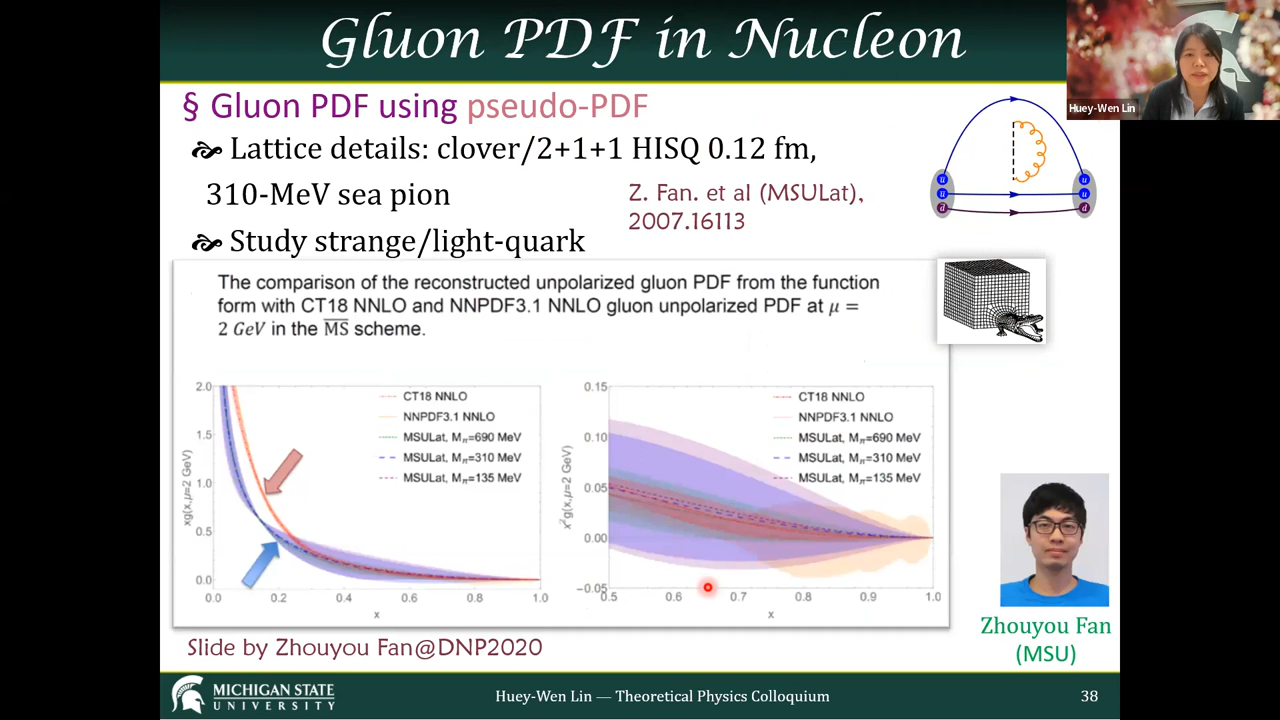 Gluon PDF in Nucleon
Huey-Wen Lin
§ Gluon PDF using pseudo-PDF
Lattice details: clover/2+1+1 HISQ 0.12 fm,
310-MeV sea pion
Z. Fan. et al (MSULat),
2007.16113
Study strange/light-quark
u
u
d
u
u
d
The comparison of the reconstructed unpolarized gluon PDF from the function
form with CT18 NNLO and NNPDF3.1 NNLO gluon unpolarized PDF at μ =
2 GeV in the M̅S̅ scheme.
xg(x,μ=2 GeV)
2.0
1.5
1.0
0.5
0.0
0.0 0.2 0.4 0.6 0.8 1.0
x
CT18 NNLO
NNPDF3.1 NNLO
MSULat, Mπ=690 MeV
MSULat, Mπ=310 MeV
MSULat, Mπ=135 MeV
x²g(x,μ=2 GeV)
0.15
0.10
0.05
0.00
−0.05
0.5 0.6 0.7 0.8 0.9 1.0
x
CT18 NNLO
NNPDF3.1 NNLO
MSULat, Mπ=690 MeV
MSULat, Mπ=310 MeV
MSULat, Mπ=135 MeV
Zhouyou Fan
(MSU)
Slide by Zhouyou Fan@DNP2020
MICHIGAN STATE
UNIVERSITY
Huey-Wen Lin — Theoretical Physics Colloquium
38